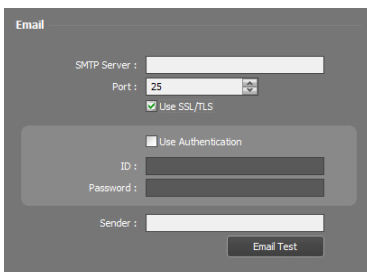 Email
SMTP Server :
Port : 25
Use SSL/TLS
Use Authentication
ID :
Password :
Sender :
Email Test